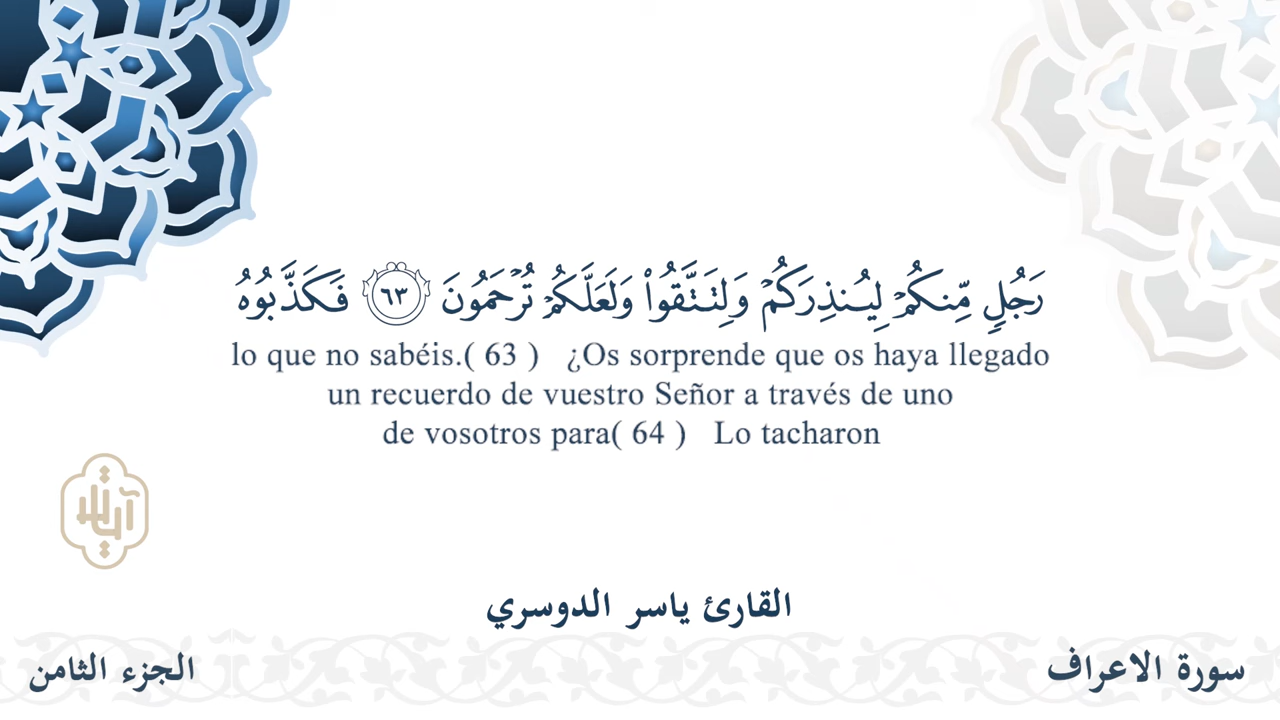 رَجُلٍ مِّنكُمْ لِيُنذِرَكُمْ وَلِتَتَّقُوا۟ وَلَعَلَّكُمْ تُرْحَمُونَ ٦٣ فَكَذَّبُوهُ
lo que no sabéis.( 63 ) ¿Os sorprende que os haya llegado
un recuerdo de vuestro Señor a través de uno
de vosotros para( 64 ) Lo tacharon
القارئ ياسر الدوسري
سورة الاعراف
الجزء الثامن